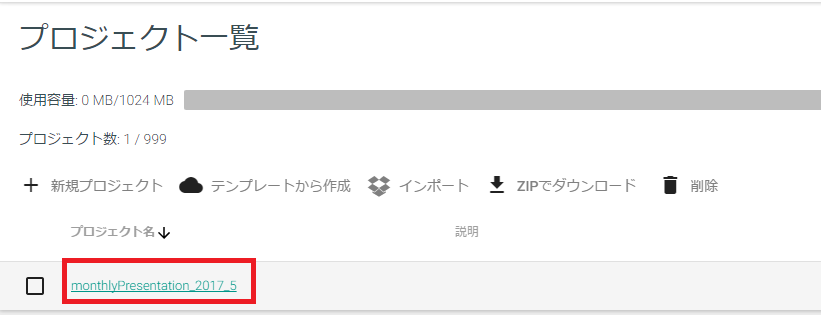 プロジェクト一覧
使用容量: 0 MB/1024 MB
プロジェクト数: 1 / 999
新規プロジェクト テンプレートから作成 インポート ZIPでダウンロード 削除
プロジェクト名 説明
monthlyPresentation_2017_5